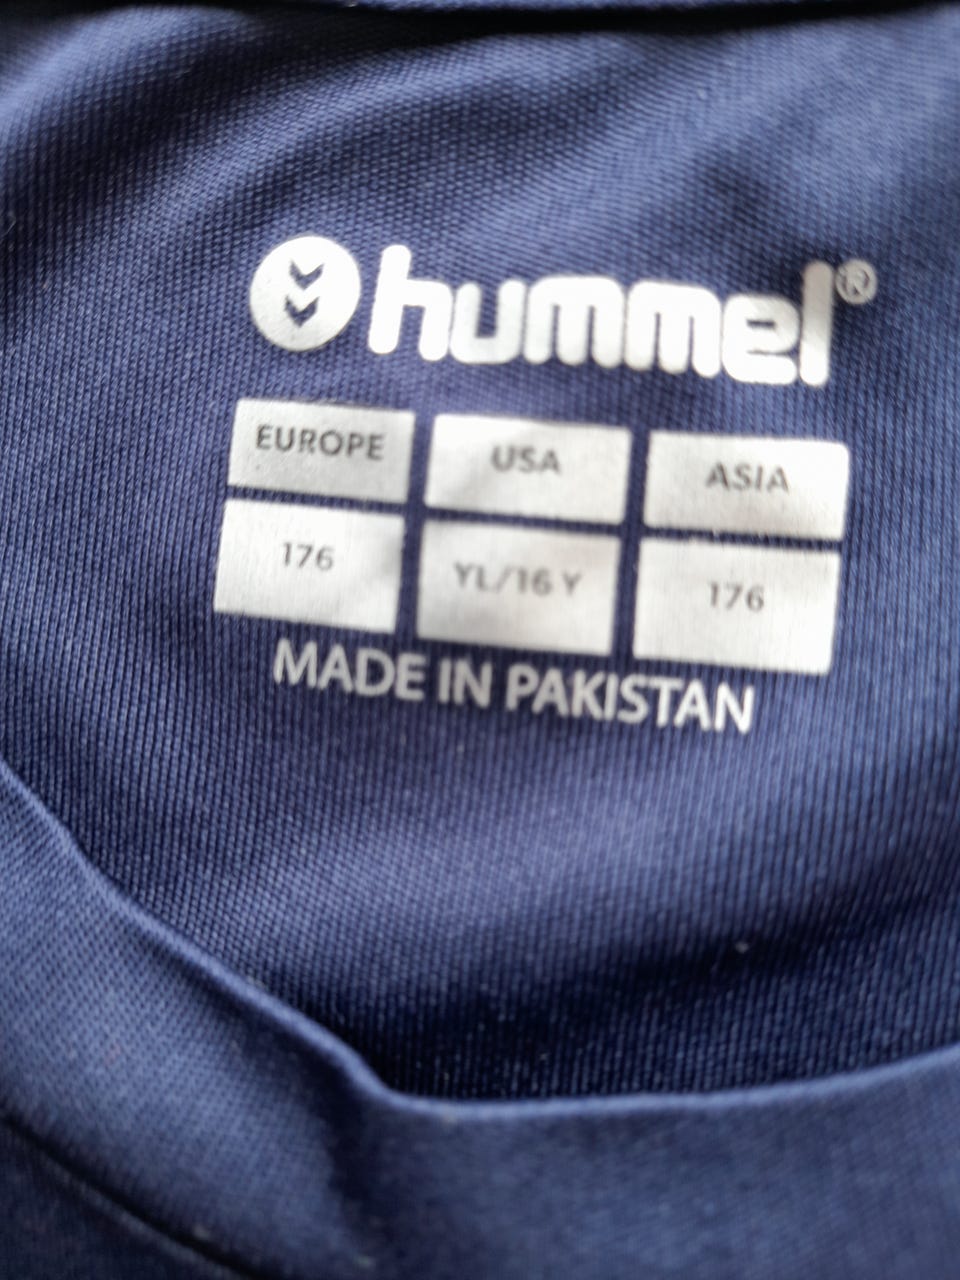 hummel®
EUROPE USA ASIA
176 YL/16 Y 176
MADE IN PAKISTAN